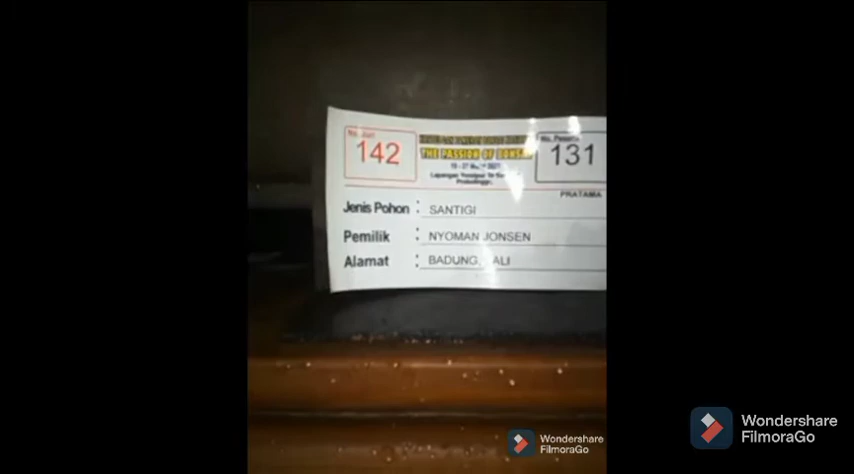 No. Juri
142
THE PASSION OF BONSAI
No. Peserta
131
PRATAMA
Jenis Pohon : SANTIGI
Pemilik : NYOMAN JONSEN
Alamat : BADUNG, ALI
Wondershare
FilmoraGo
Wondershare
FilmoraGo